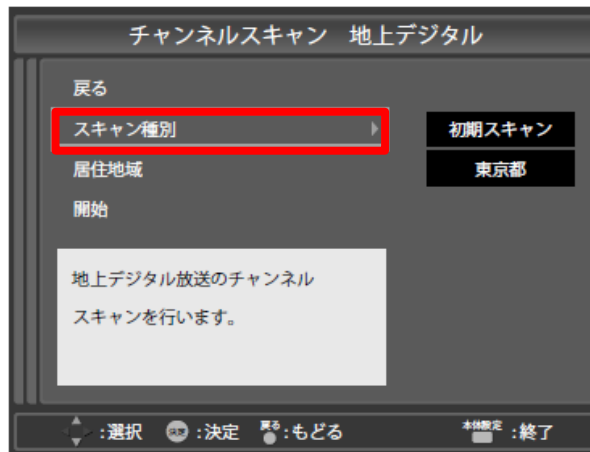 チャンネルスキャン 地上デジタル
戻る
スキャン種別 初期スキャン
居住地域 東京都
開始
地上デジタル放送のチャンネル
スキャンを行います。
:選択 決定 :決定 戻る :もどる 本体設定 :終了